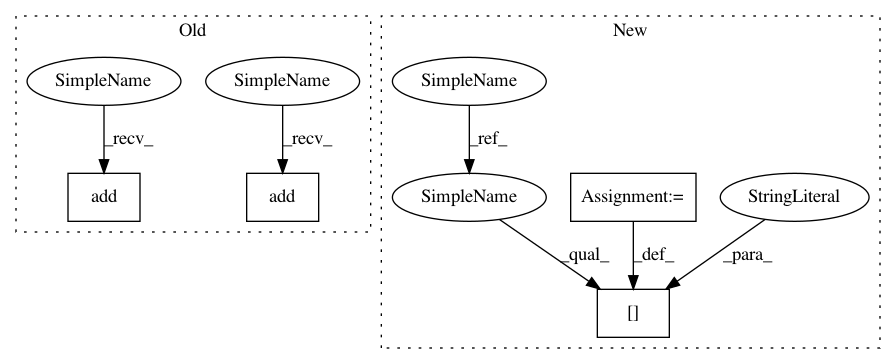 Old
New
SimpleName
SimpleName
SimpleName
_recv_
_recv_
_ref_
add
add
SimpleName
Assignment:=
StringLiteral
_qual_
_def_
_para_
[]